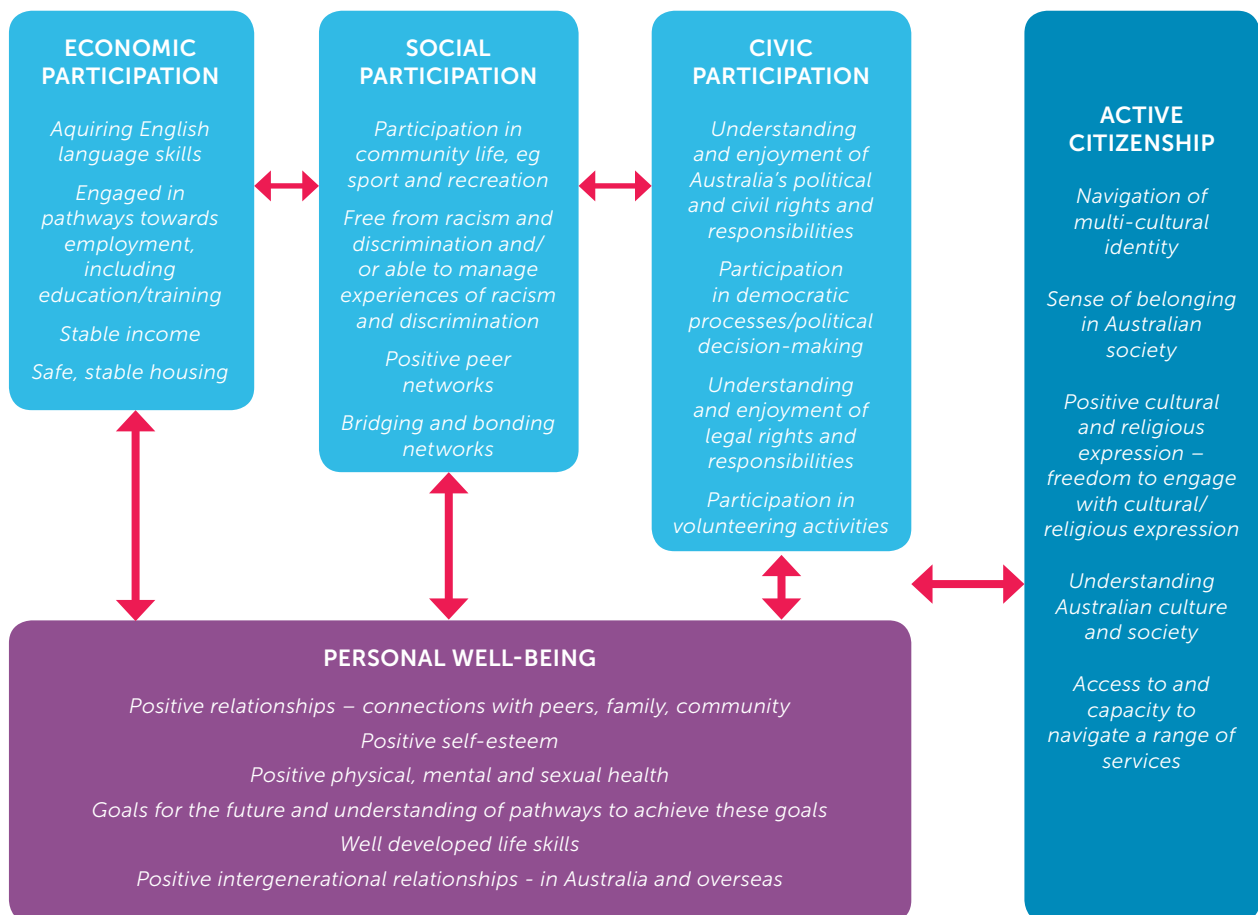 ECONOMIC
PARTICIPATION
Aquiring English
language skills
Engaged in
pathways towards
employment,
including
education/training
Stable income
Safe, stable housing
SOCIAL
PARTICIPATION
Participation in
community life, eg
sport and recreation
Free from racism and
discrimination and/
or able to manage
experiences of racism
and discrimination
Positive peer
networks
Bridging and bonding
networks
CIVIC
PARTICIPATION
Understanding
and enjoyment of
Australia's political
and civil rights and
responsibilities
Participation
in democratic
processes/political
decision-making
Understanding
and enjoyment of
legal rights and
responsibilities
Participation in
volunteering activities
ACTIVE
CITIZENSHIP
Navigation of
multi-cultural
identity
Sense of belonging
in Australian
society
Positive cultural
and religious
expression –
freedom to engage
with cultural/
religious expression
Understanding
Australian culture
and society
Access to and
capacity to
navigate a range of
services
PERSONAL WELL-BEING
Positive relationships – connections with peers, family, community
Positive self-esteem
Positive physical, mental and sexual health
Goals for the future and understanding of pathways to achieve these goals
Well developed life skills
Positive intergenerational relationships - in Australia and overseas